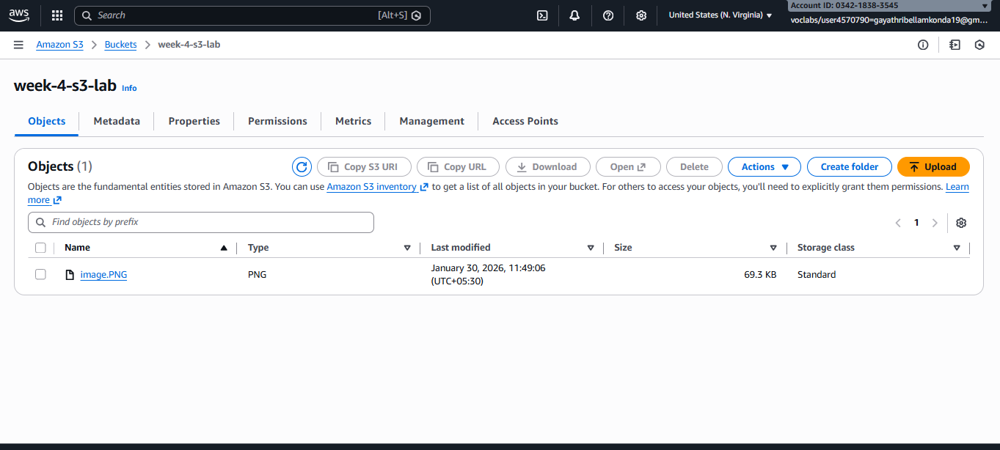 aws
Search [Alt+S]
United States (N. Virginia)
Account ID: 0342-1838-3545
voclabs/user4570790=gayathribellamkonda19@gm...
Amazon S3 > Buckets > week-4-s3-lab
week-4-s3-lab Info
Objects Metadata Properties Permissions Metrics Management Access Points
Objects (1)
Copy S3 URI Copy URL Download Open Delete Actions Create folder Upload
Objects are the fundamental entities stored in Amazon S3. You can use Amazon S3 inventory to get a list of all objects in your bucket. For others to access your objects, you'll need to explicitly grant them permissions. Learn
more
Find objects by prefix
1
Name Type Last modified Size Storage class
image.PNG PNG January 30, 2026, 11:49:06 69.3 KB Standard
(UTC+05:30)